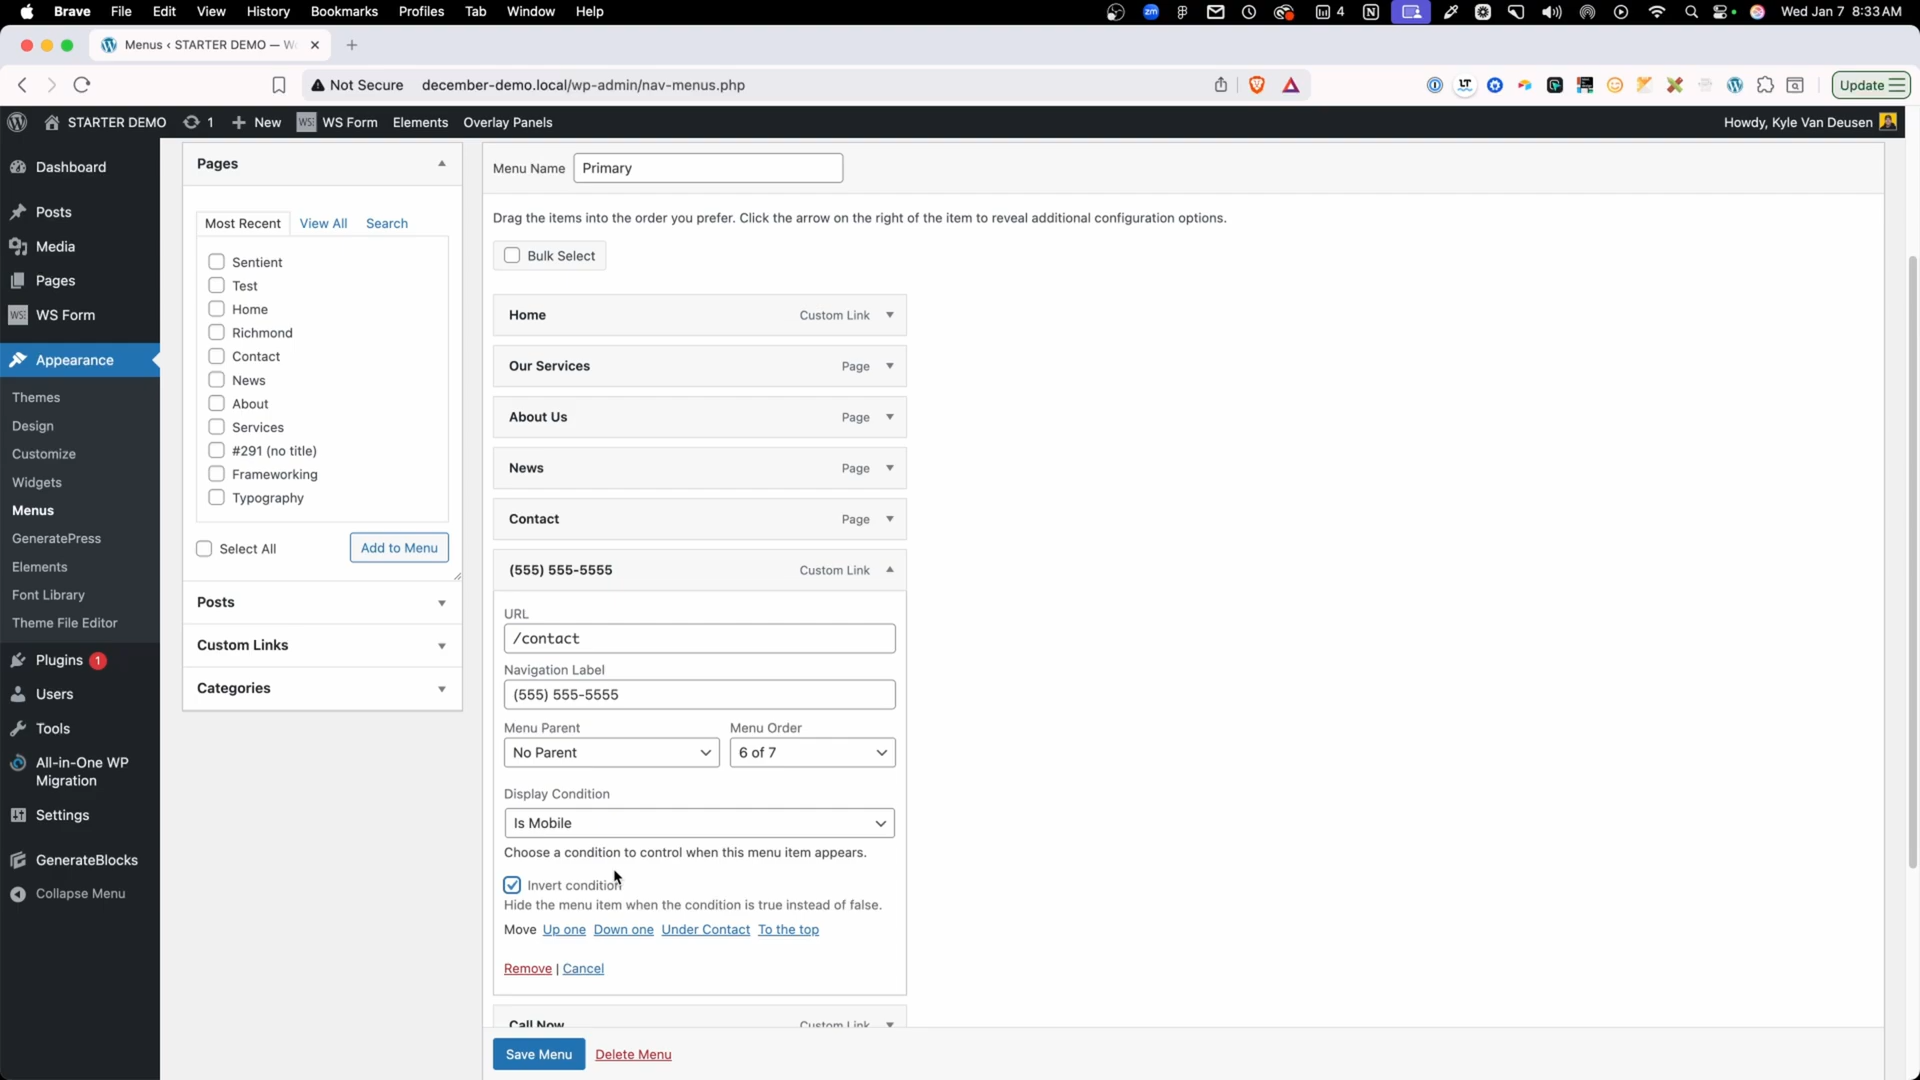 Brave File Edit View History Bookmarks Profiles Tab Window Help
4
Wed Jan 7 8:33 AM
Menus ‹ STARTER DEMO — W
Not Secure december-demo.local/wp-admin/nav-menus.php
Update
STARTER DEMO 1 New WS Form Elements Overlay Panels
Howdy, Kyle Van Deusen
Dashboard
Posts
Media
Pages
WS Form
Appearance
Themes
Design
Customize
Widgets
Menus
GeneratePress
Elements
Font Library
Theme File Editor
Plugins 1
Users
Tools
All-in-One WP
Migration
Settings
GenerateBlocks
Collapse Menu
Pages
Most Recent View All Search
Sentient
Test
Home
Richmond
Contact
News
About
Services
#291 (no title)
Frameworking
Typography
Select All Add to Menu
Posts
Custom Links
Categories
Menu Name Primary
Drag the items into the order you prefer. Click the arrow on the right of the item to reveal additional configuration options.
Bulk Select
Home Custom Link
Our Services Page
About Us Page
News Page
Contact Page
(555) 555-5555 Custom Link
URL
/contact
Navigation Label
(555) 555-5555
Menu Parent Menu Order
No Parent 6 of 7
Display Condition
Is Mobile
Choose a condition to control when this menu item appears.
Invert condition
Hide the menu item when the condition is true instead of false.
Move Up one Down one Under Contact To the top
Remove | Cancel
Call Now Custom Link
Save Menu Delete Menu